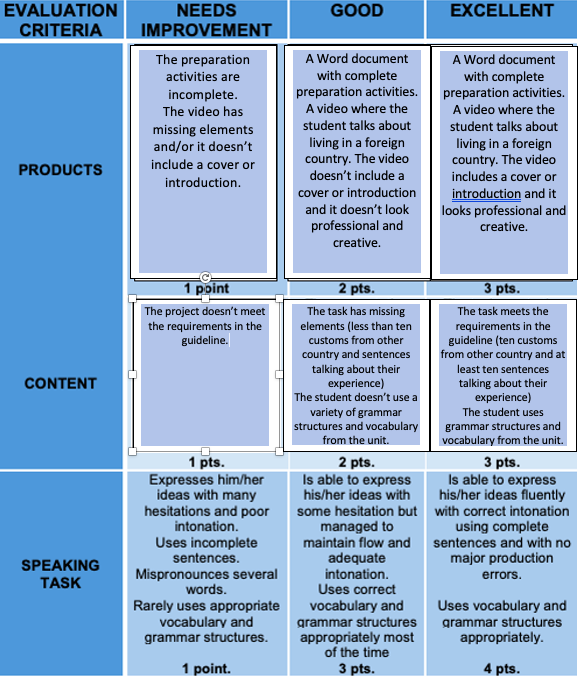 EVALUATION
CRITERIA
NEEDS
IMPROVEMENT
GOOD
EXCELLENT
PRODUCTS
The preparation
activities are
incomplete.
The video has
missing elements
and/or it doesn't
include a cover or
introduction.
1 point
A Word document
with complete
preparation activities.
A video where the
student talks about
living in a foreign
country. The video
doesn't include a
cover or introduction
and it doesn't look
professional and
creative.
2 pts.
A Word document
with complete
preparation activities.
A video where the
student talks about
living in a foreign
country. The video
includes a cover or
introduction and it
looks professional and
creative.
3 pts.
CONTENT
The project doesn't meet
the requirements in the
guideline.
1 pts.
The task has missing
elements (less than ten
customs from other
country and sentences
talking about their
experience)
The student doesn't use a
variety of grammar
structures and vocabulary
from the unit.
2 pts.
The task meets the
requirements in the
guideline (ten customs
from other country and at
least ten sentences
talking about their
experience)
The student uses
grammar structures and
vocabulary from the unit.
3 pts.
SPEAKING
TASK
Expresses him/her
ideas with many
hesitations and poor
intonation.
Uses incomplete
sentences.
Mispronounces several
words.
Rarely uses appropriate
vocabulary and
grammar structures.
1 point.
Is able to express
his/her ideas with
some hesitation but
managed to
maintain flow and
adequate
intonation.
Uses correct
vocabulary and
grammar structures
appropriately most
of the time
3 pts.
Is able to express
his/her ideas fluently
with correct intonation
using complete
sentences and with no
major production
errors.
Uses vocabulary and
grammar structures
appropriately.
4 pts.